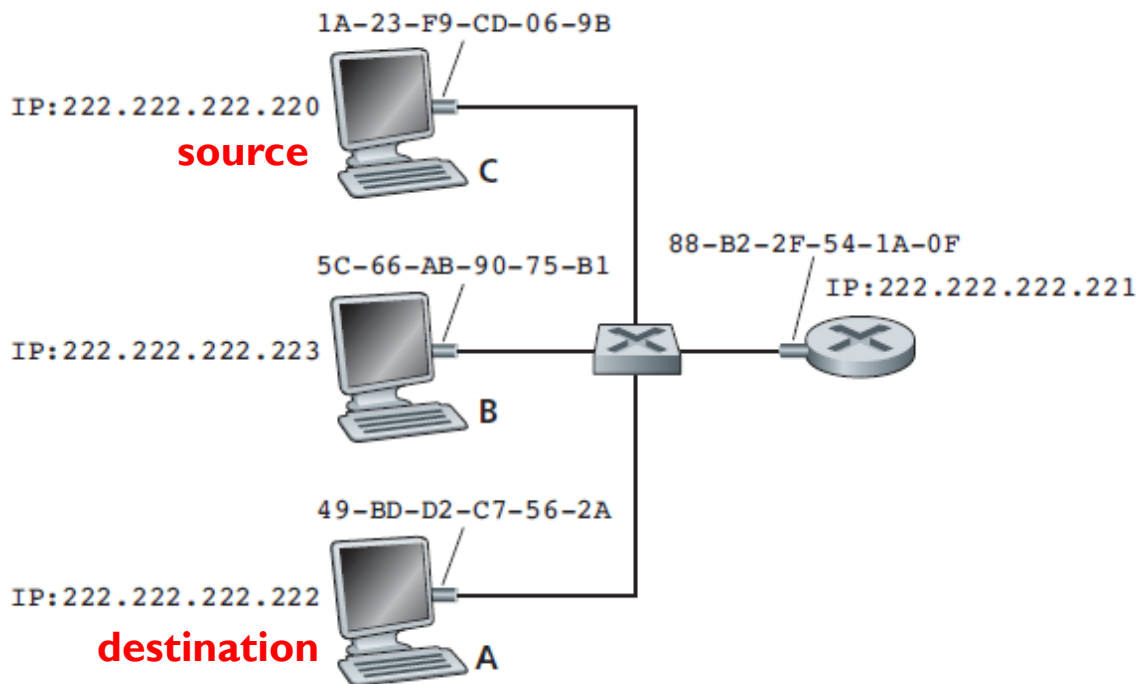 1A-23-F9-CD-06-9B
IP:222.222.222.220
source
C
88-B2-2F-54-1A-0F
5C-66-AB-90-75-B1
IP:222.222.222.221
IP:222.222.222.223
B
49-BD-D2-C7-56-2A
IP:222.222.222.222
destination
A